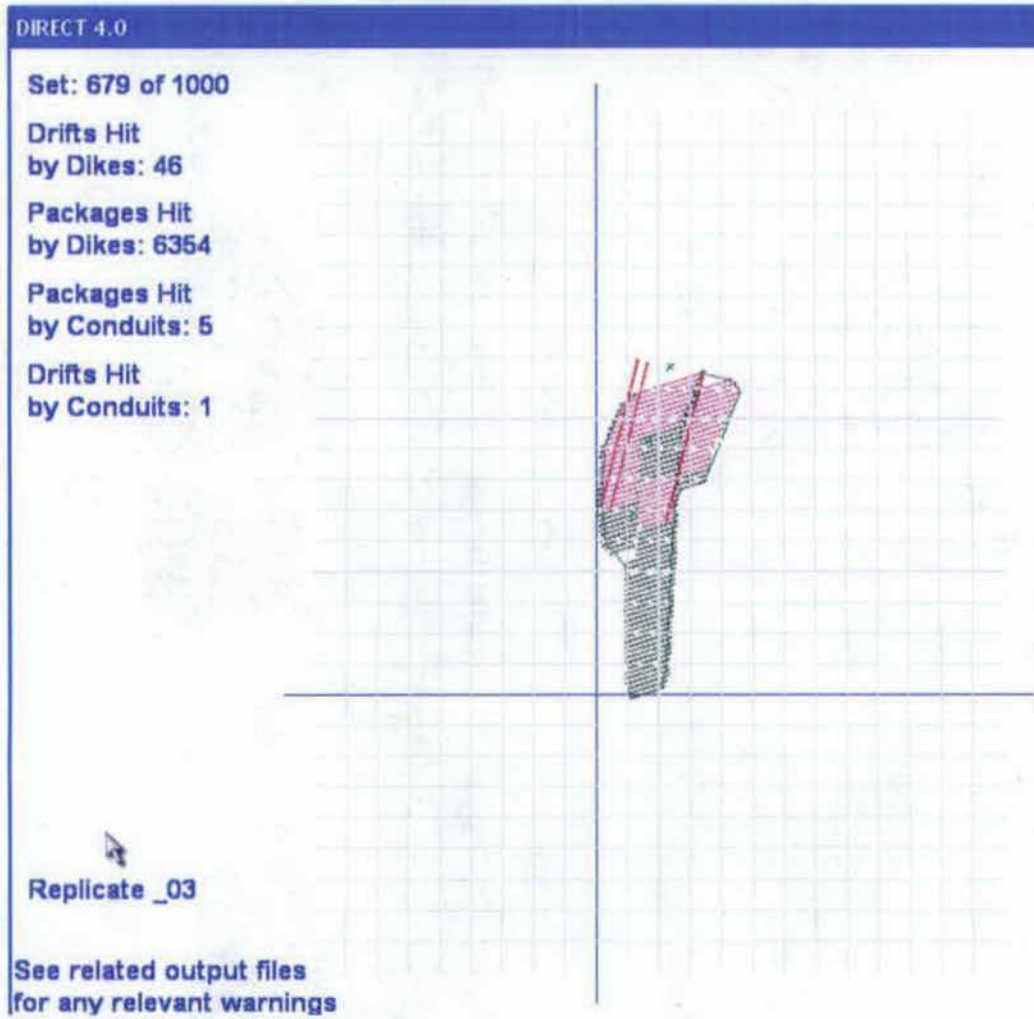 DIRECT 4.0
Set: 679 of 1000
Drifts Hit
by Dikes: 46
Packages Hit
by Dikes: 6354
Packages Hit
by Conduits: 5
Drifts Hit
by Conduits: 1
Replicate _03
See related output files
for any relevant warnings